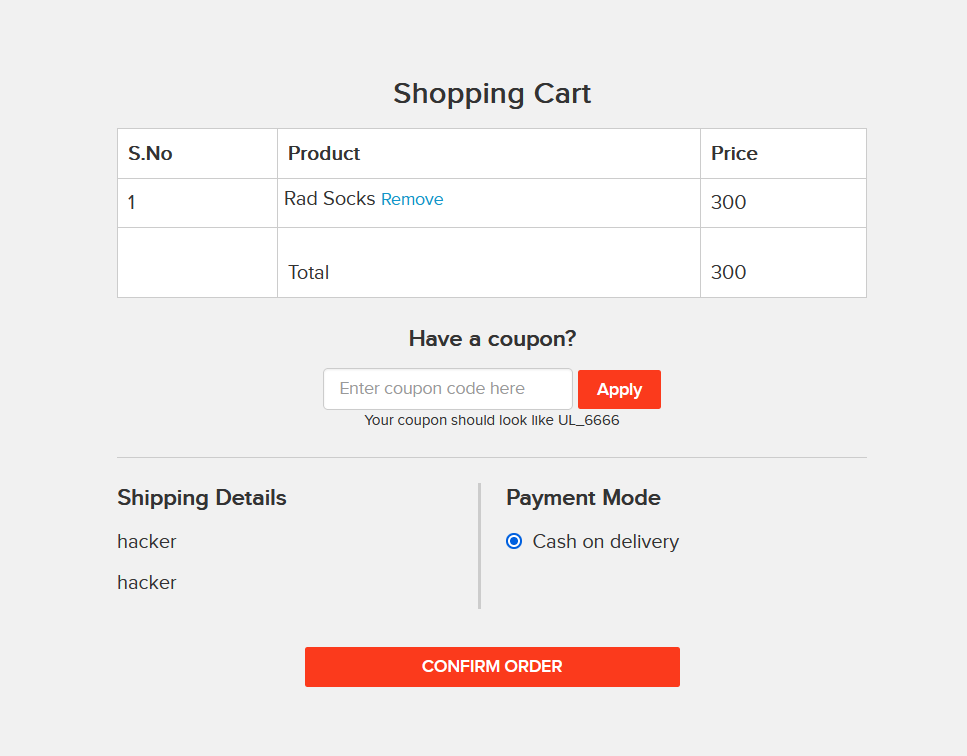 Shopping Cart
S.No Product Price
1 Rad Socks Remove 300
Total 300
Have a coupon?
Enter coupon code here Apply
Your coupon should look like UL_6666
Shipping Details
hacker
hacker
Payment Mode
Cash on delivery
CONFIRM ORDER